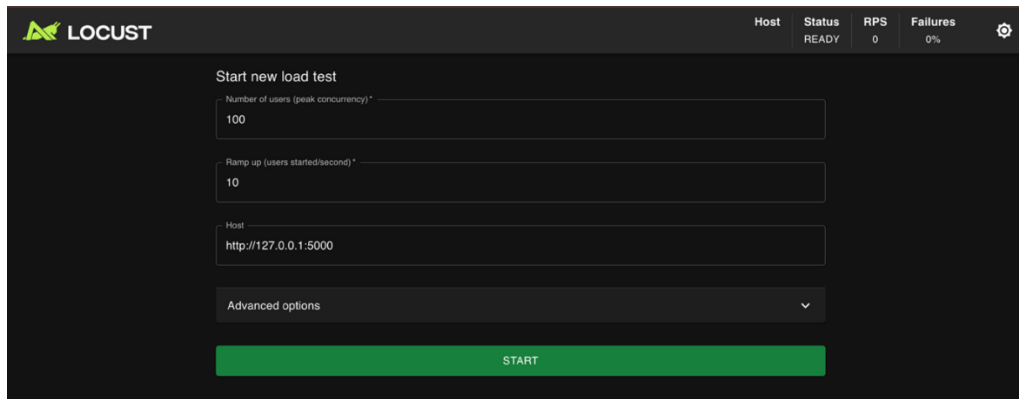 LOCUST
Host Status RPS Failures
READY 0 0%
Start new load test
Number of users (peak concurrency) *
100
Ramp up (users started/second) *
10
Host
http://127.0.0.1:5000
Advanced options
START